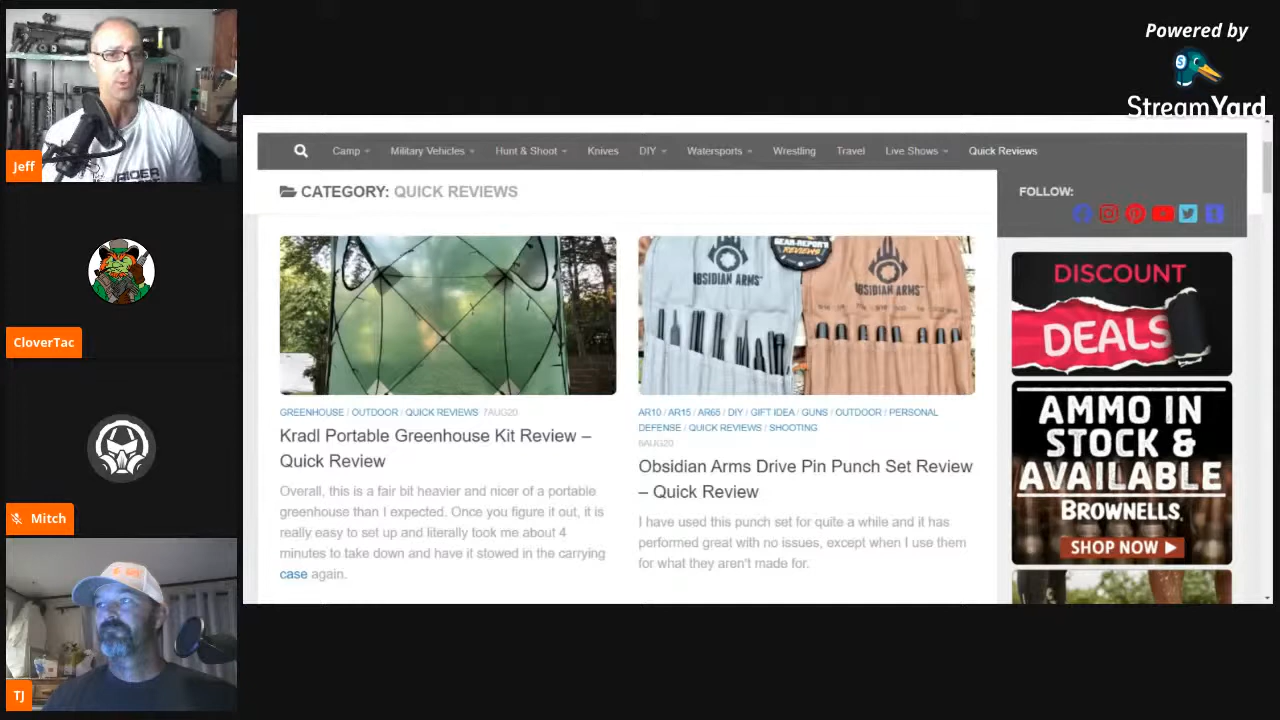 Powered by
StreamYard
Jeff
CloverTac
Mitch
TJ
Camp
Military Vehicles
Hunt & Shoot
Knives
DIY
Watersports
Wrestling
Travel
Live Shows
Quick Reviews
CATEGORY: QUICK REVIEWS
FOLLOW:
GREENHOUSE / OUTDOOR / QUICK REVIEWS 7AUG20
Kradl Portable Greenhouse Kit Review –
Quick Review
Overall, this is a fair bit heavier and nicer of a portable
greenhouse than I expected. Once you figure it out, it is
really easy to set up and literally took me about 4
minutes to take down and have it stowed in the carrying
case again.
OBSIDIAN ARMS
OBSIDIAN ARMS
GEAR-REPORT
REVIEWS
AR10 / AR15 / AR65 / DIY / GIFT IDEA / GUNS / OUTDOOR / PERSONAL
DEFENSE / QUICK REVIEWS / SHOOTING
6AUG20
Obsidian Arms Drive Pin Punch Set Review
– Quick Review
I have used this punch set for quite a while and it has
performed great with no issues, except when I use them
for what they aren't made for.
DISCOUNT
DEALS
AMMO IN
STOCK &
AVAILABLE
BROWNELLS.
SHOP NOW